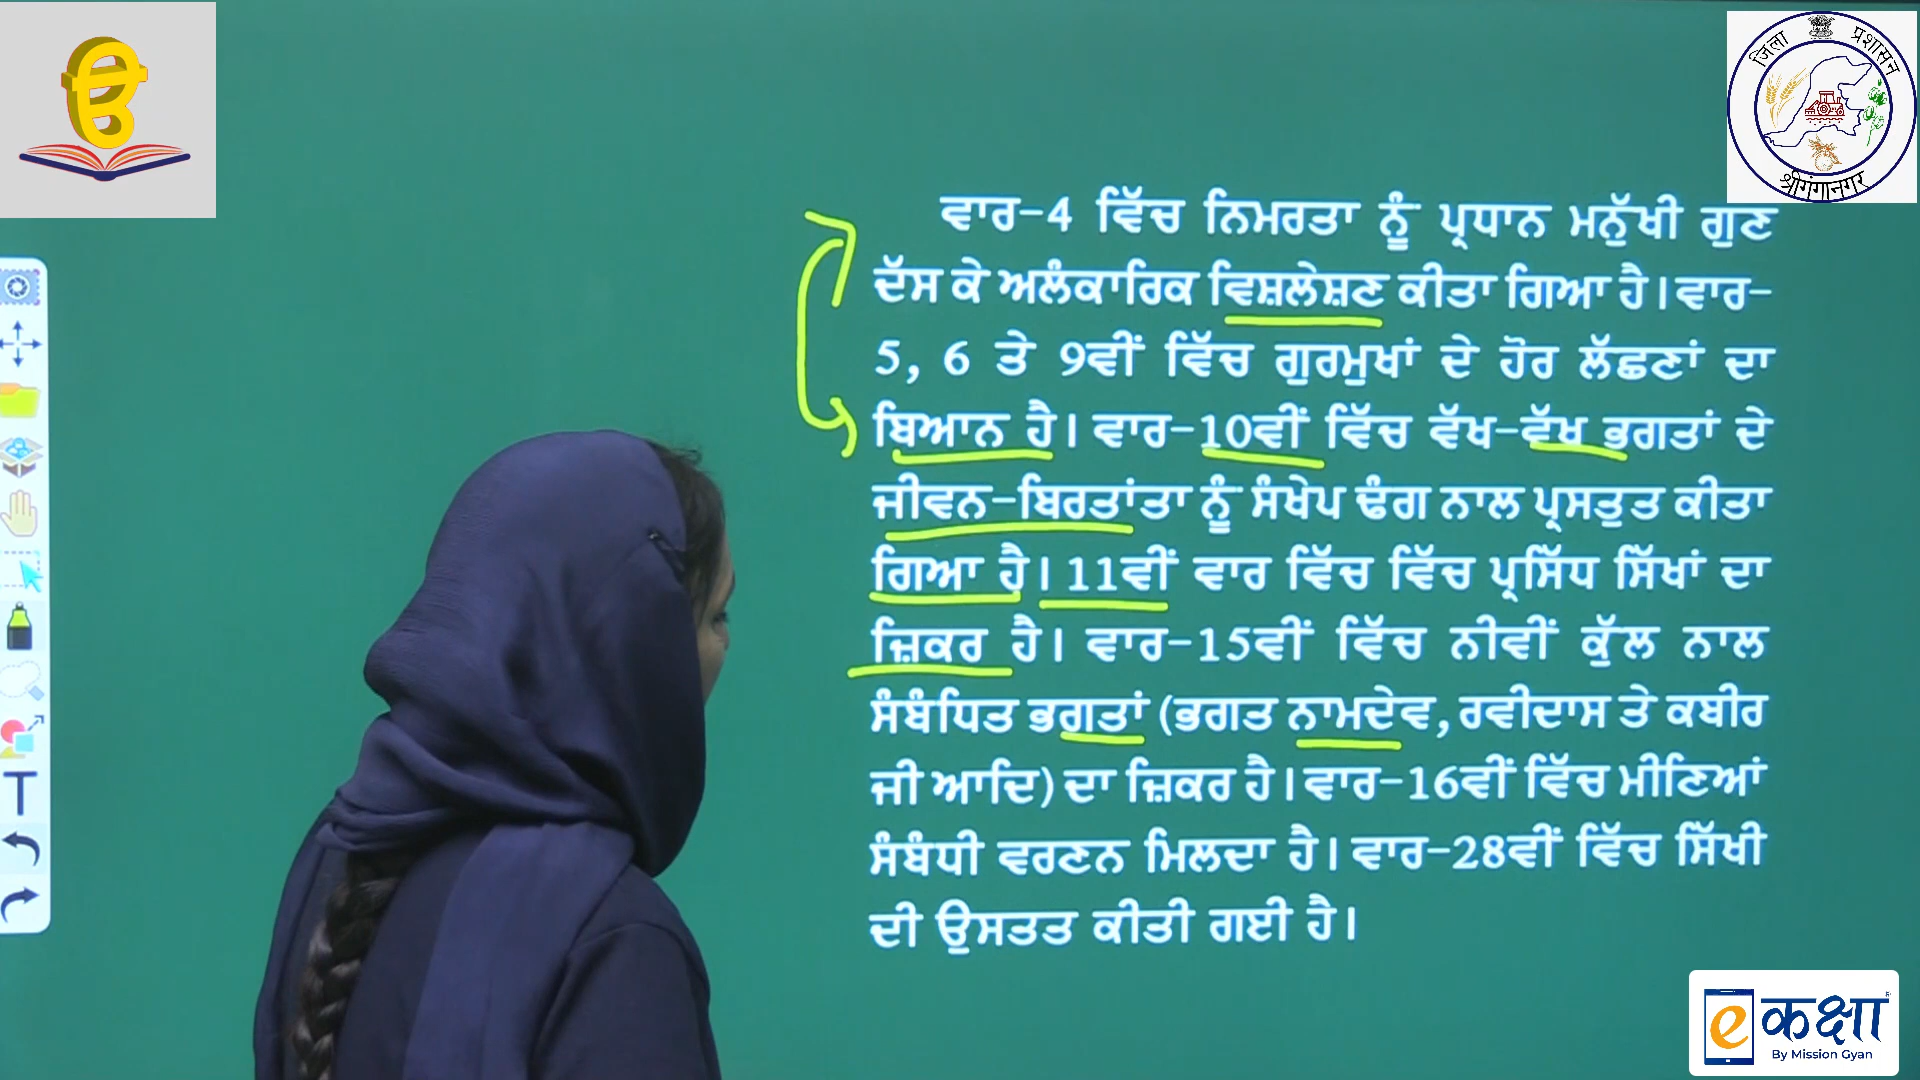 जिला प्रशासन
श्रीगंगानगर
ਵਾਰ-4 ਵਿੱਚ ਨਿਮਰਤਾ ਨੂੰ ਪ੍ਰਧਾਨ ਮਨੁੱਖੀ ਗੁਣ
ਦੱਸ ਕੇ ਅਲੰਕਾਰਿਕ ਵਿਸ਼ਲੇਸ਼ਣ ਕੀਤਾ ਗਿਆ ਹੈ। ਵਾਰ-
5, 6 ਤੇ 9ਵੀਂ ਵਿੱਚ ਗੁਰਮੁਖਾਂ ਦੇ ਹੋਰ ਲੱਛਣਾਂ ਦਾ
ਬਿਆਨ ਹੈ। ਵਾਰ-10ਵੀਂ ਵਿੱਚ ਵੱਖ-ਵੱਖ ਭਗਤਾਂ ਦੇ
ਜੀਵਨ-ਬਿਰਤਾਂਤਾ ਨੂੰ ਸੰਖੇਪ ਢੰਗ ਨਾਲ ਪ੍ਰਸਤੁਤ ਕੀਤਾ
ਗਿਆ ਹੈ। 11ਵੀਂ ਵਾਰ ਵਿੱਚ ਵਿੱਚ ਪ੍ਰਸਿੱਧ ਸਿੱਖਾਂ ਦਾ
ਜ਼ਿਕਰ ਹੈ। ਵਾਰ-15ਵੀਂ ਵਿੱਚ ਨੀਵੀਂ ਕੁੱਲ ਨਾਲ
ਸੰਬੰਧਿਤ ਭਗਤਾਂ (ਭਗਤ ਨਾਮਦੇਵ, ਰਵੀਦਾਸ ਤੇ ਕਬੀਰ
ਜੀ ਆਦਿ) ਦਾ ਜ਼ਿਕਰ ਹੈ। ਵਾਰ-16ਵੀਂ ਵਿੱਚ ਮੀਣਿਆਂ
ਸੰਬੰਧੀ ਵਰਣਨ ਮਿਲਦਾ ਹੈ। ਵਾਰ-28ਵੀਂ ਵਿੱਚ ਸਿੱਖੀ
ਦੀ ਉਸਤਤ ਕੀਤੀ ਗਈ ਹੈ।
e कक्षा
By Mission Gyan